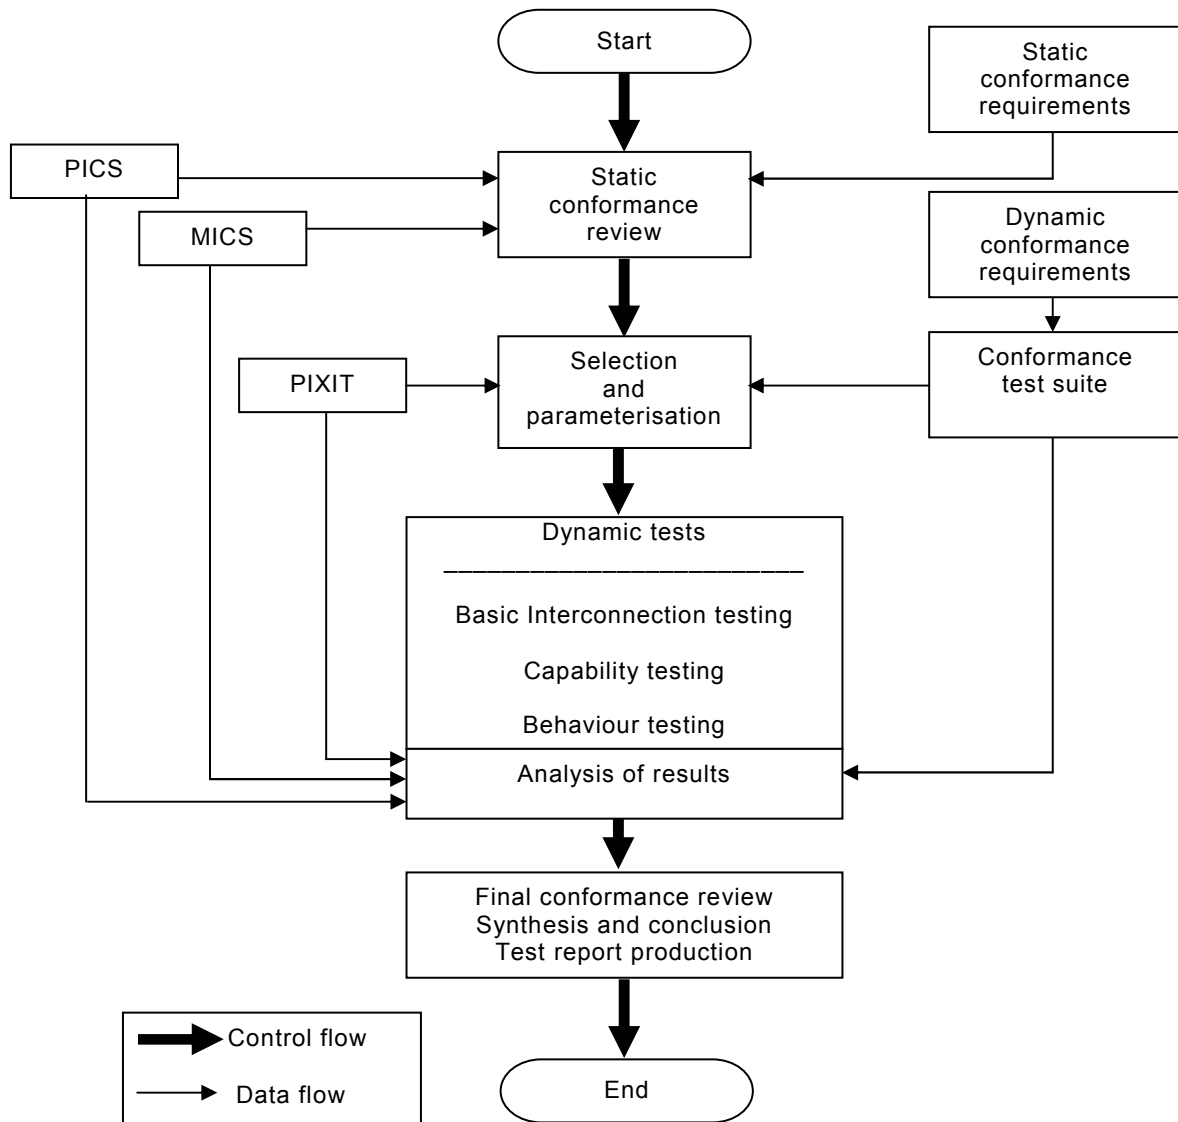 Start
Static
conformance
requirements
PICS
Static
conformance
review
MICS
Dynamic
conformance
requirements
Selection
and
parameterisation
PIXIT
Conformance
test suite
Dynamic tests
Basic Interconnection testing
Capability testing
Behaviour testing
Analysis of results
Final conformance review
Synthesis and conclusion
Test report production
Control flow
Data flow
End